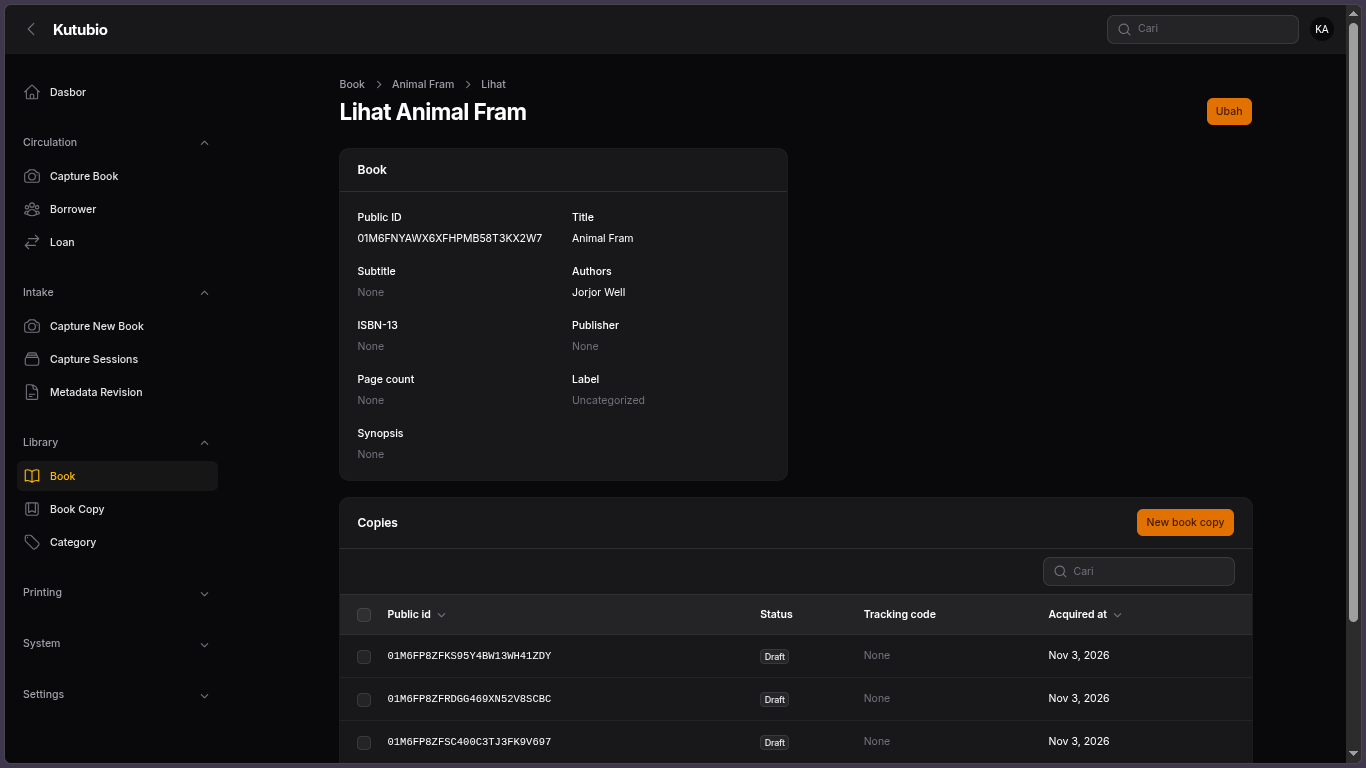 Kutubio
Cari
KA
Dasbor
Circulation
Capture Book
Borrower
Loan
Intake
Capture New Book
Capture Sessions
Metadata Revision
Library
Book
Book Copy
Category
Printing
System
Settings
Book Animal Fram Lihat
Lihat Animal Fram
Ubah
Book
Public ID Title
01M6FNYAWX6XFHPMB58T3KX2W7 Animal Fram
Subtitle Authors
None Jorjor Well
ISBN-13 Publisher
None None
Page count Label
None Uncategorized
Synopsis
None
Copies
New book copy
Cari
Public id Status Tracking code Acquired at
01M6FP8ZFKS95Y4BW13WH41ZDY Draft None Nov 3, 2026
01M6FP8ZFRDGG469XN52V8SCBC Draft None Nov 3, 2026
01M6FP8ZFSC400C3TJ3FK9V697 Draft None Nov 3, 2026